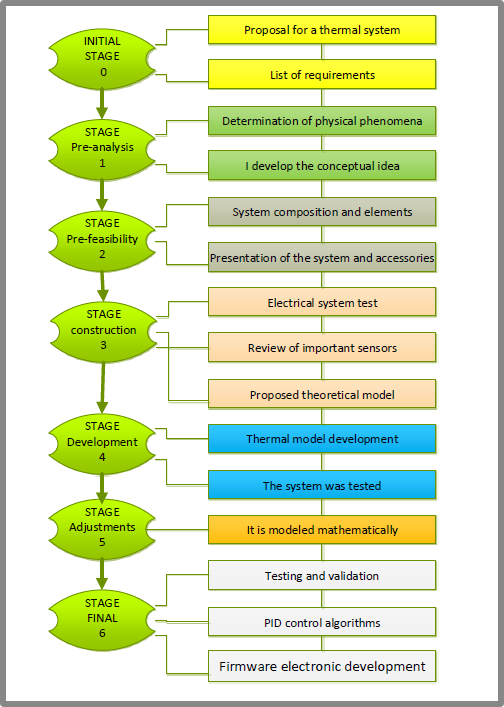 INITIAL
STAGE
0
Proposal for a thermal system
List of requirements
STAGE
Pre-analysis
1
Determination of physical phenomena
I develop the conceptual idea
STAGE
Pre-feasibility
2
System composition and elements
Presentation of the system and accessories
STAGE
construction
3
Electrical system test
Review of important sensors
Proposed theoretical model
STAGE
Development
4
Thermal model development
The system was tested
STAGE
Adjustments
5
It is modeled mathematically
STAGE
FINAL
6
Testing and validation
PID control algorithms
Firmware electronic development